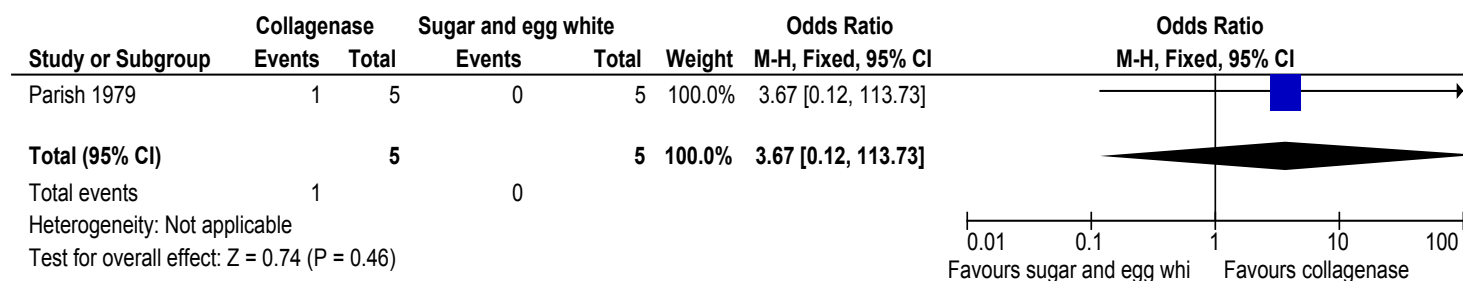 Collagenase Sugar and egg white Odds Ratio Odds Ratio
Study or Subgroup Events Total Events Total Weight M-H, Fixed, 95% CI M-H, Fixed, 95% CI
Parish 1979 1 5 0 5 100.0% 3.67 [0.12, 113.73]
Total (95% CI) 5 5 100.0% 3.67 [0.12, 113.73]
Total events 1 0
Heterogeneity: Not applicable
Test for overall effect: Z = 0.74 (P = 0.46)
0.01 0.1 1 10 100
Favours sugar and egg whi Favours collagenase